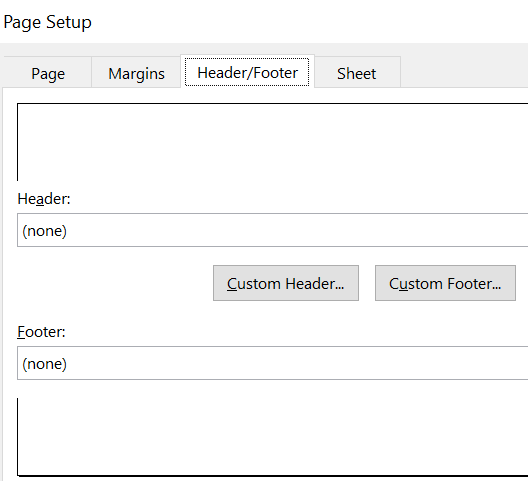 Page Setup
Page Margins Header/Footer Sheet
Header:
(none)
Custom Header... Custom Footer...
Footer:
(none)